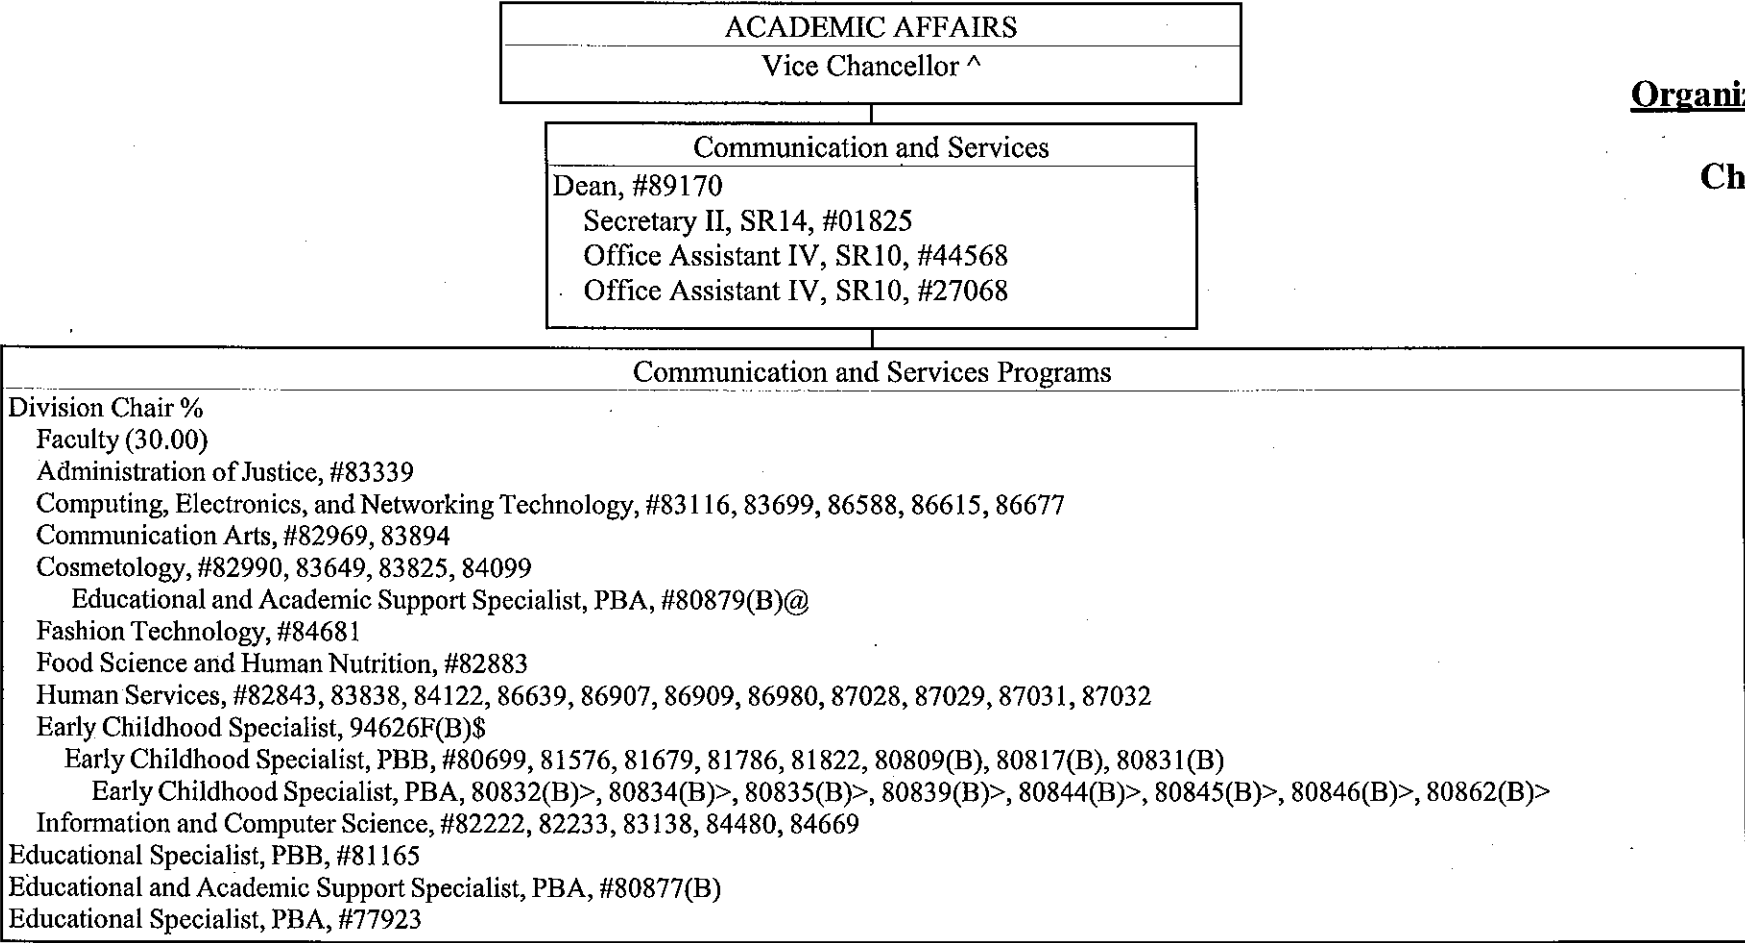 ACADEMIC AFFAIRS
Vice Chancellor ^
Organiz
Communication and Services
Ch
Dean, #89170
Secretary II, SR14, #01825
Office Assistant IV, SR10, #44568
Office Assistant IV, SR10, #27068
Communication and Services Programs
Division Chair %
Faculty (30.00)
Administration of Justice, #83339
Computing, Electronics, and Networking Technology, #83116, 83699, 86588, 86615, 86677
Communication Arts, #82969, 83894
Cosmetology, #82990, 83649, 83825, 84099
Educational and Academic Support Specialist, PBA, #80879(B)@
Fashion Technology, #84681
Food Science and Human Nutrition, #82883
Human Services, #82843, 83838, 84122, 86639, 86907, 86909, 86980, 87028, 87029, 87031, 87032
Early Childhood Specialist, 94626F(B)$
Early Childhood Specialist, PBB, #80699, 81576, 81679, 81786, 81822, 80809(B), 80817(B), 80831(B)
Early Childhood Specialist, PBA, 80832(B)>, 80834(B)>, 80835(B)>, 80839(B)>, 80844(B)>, 80845(B)>, 80846(B)>, 80862(B)>
Information and Computer Science, #82222, 82233, 83138, 84480, 84669
Educational Specialist, PBB, #81165
Educational and Academic Support Specialist, PBA, #80877(B)
Educational Specialist, PBA, #77923